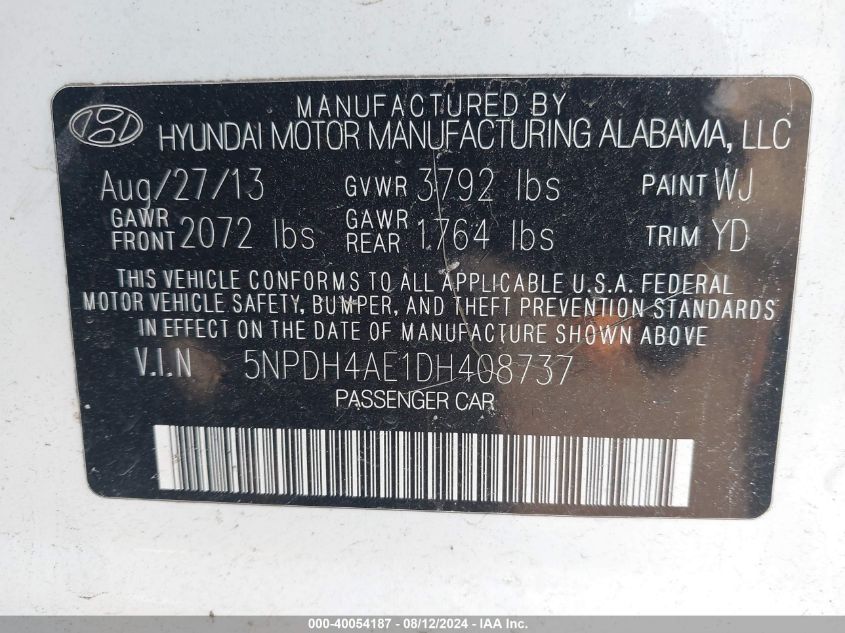 MANUFACTURED BY
HYUNDAI MOTOR MANUFACTURING ALABAMA, LLC
Aug/27/13 GVWR 3792 lbs PAINT WJ
GAWR FRONT 2072 lbs GAWR REAR 1764 lbs TRIM YD
THIS VEHICLE CONFORMS TO ALL APPLICABLE U.S.A. FEDERAL
MOTOR VEHICLE SAFETY, BUMPER, AND THEFT PREVENTION STANDARDS
IN EFFECT ON THE DATE OF MANUFACTURE SHOWN ABOVE
V.I.N 5NPDH4AE1DH408737
PASSENGER CAR
000-40054187 - 08/12/2024 - IAA Inc.